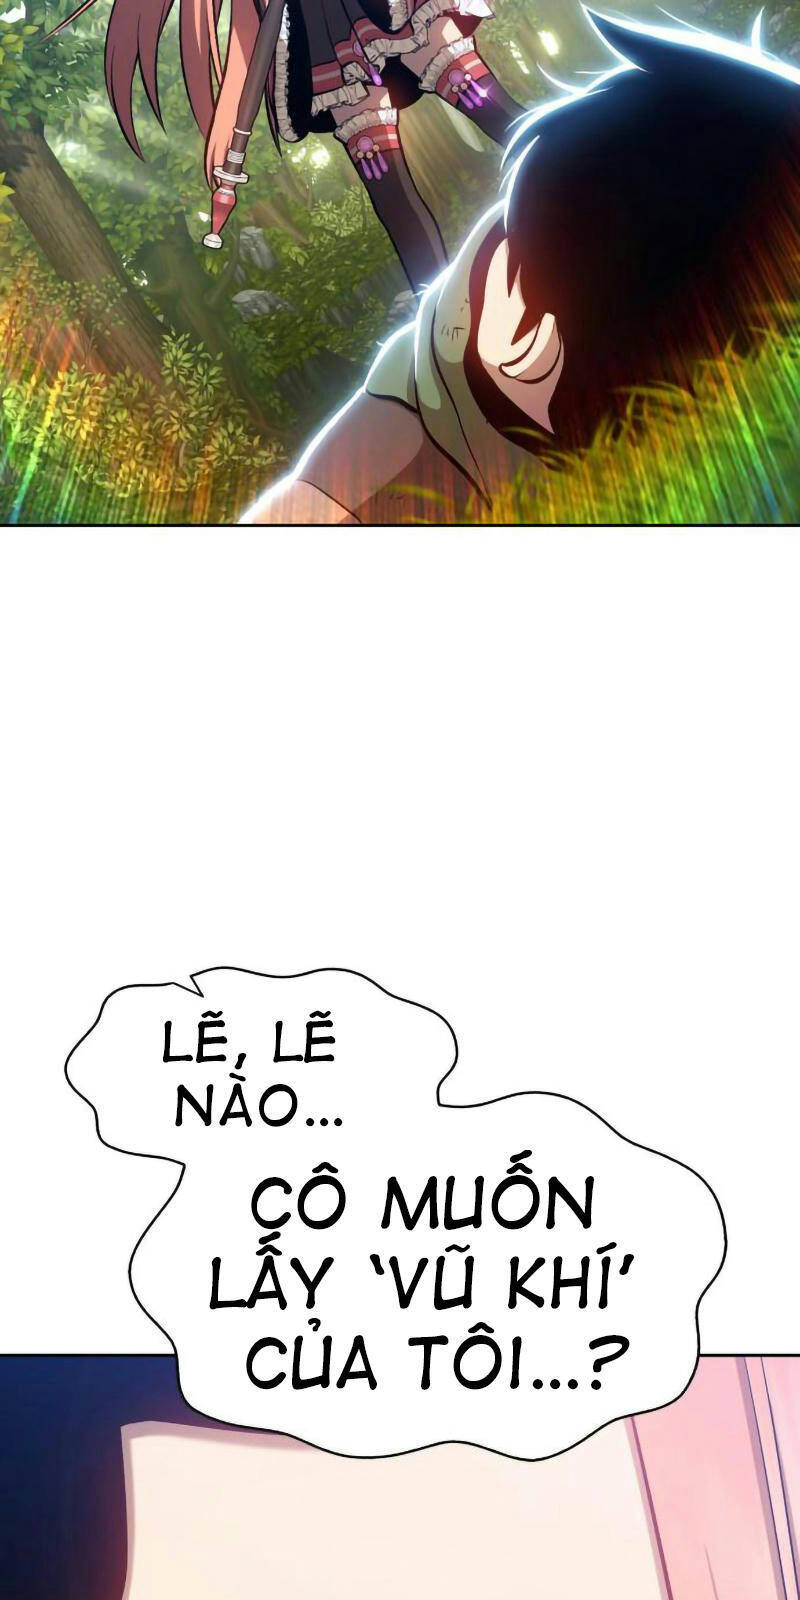 LẼ, LẼ
NÀO...
CÔ MUỐN
LẤY ‘VŨ KHÍ’
CỦA TÔI...?